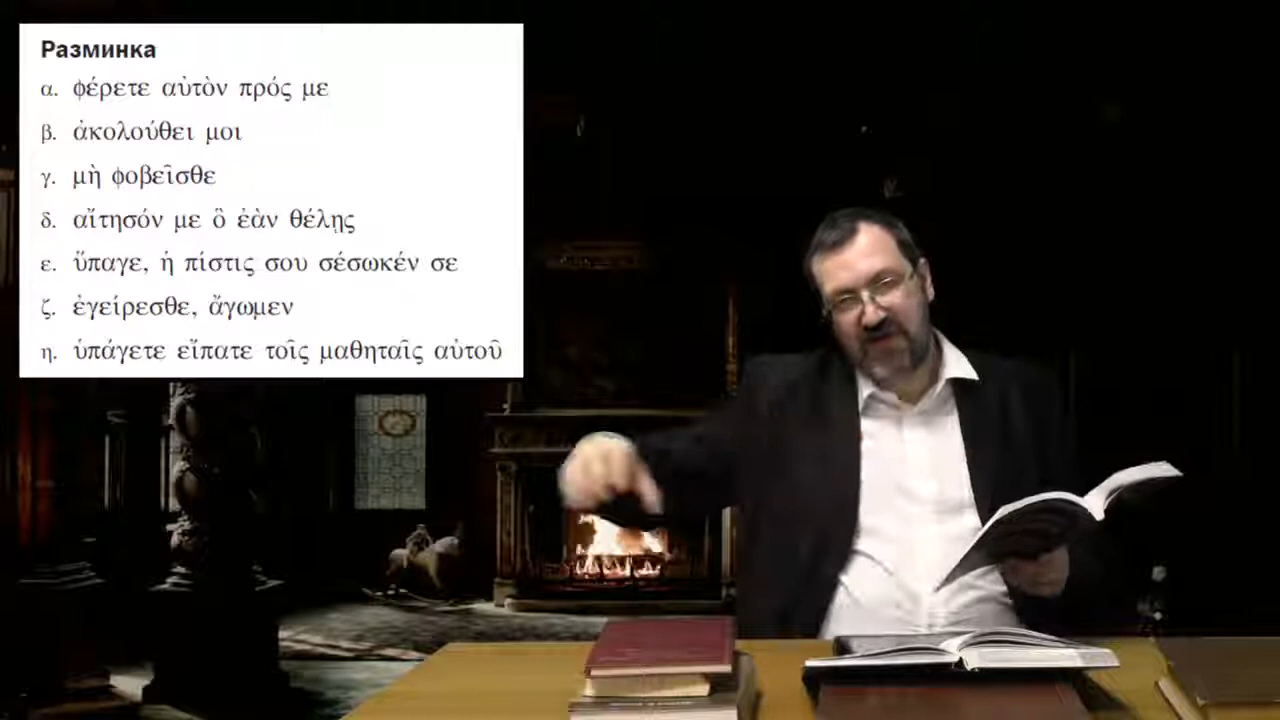 Разминка
α. φέρετε αὐτὸν πρός με
β. ἀκολούθει μοι
γ. μὴ φοβεῖσθε
δ. αἴτησόν με ὃ ἐὰν θέλῃς
ε. ὕπαγε, ἡ πίστις σου σέσωκέν σε
ζ. ἐγείρεσθε, ἄγωμεν
η. ὑπάγετε εἴπατε τοῖς μαθηταῖς αὐτοῦ